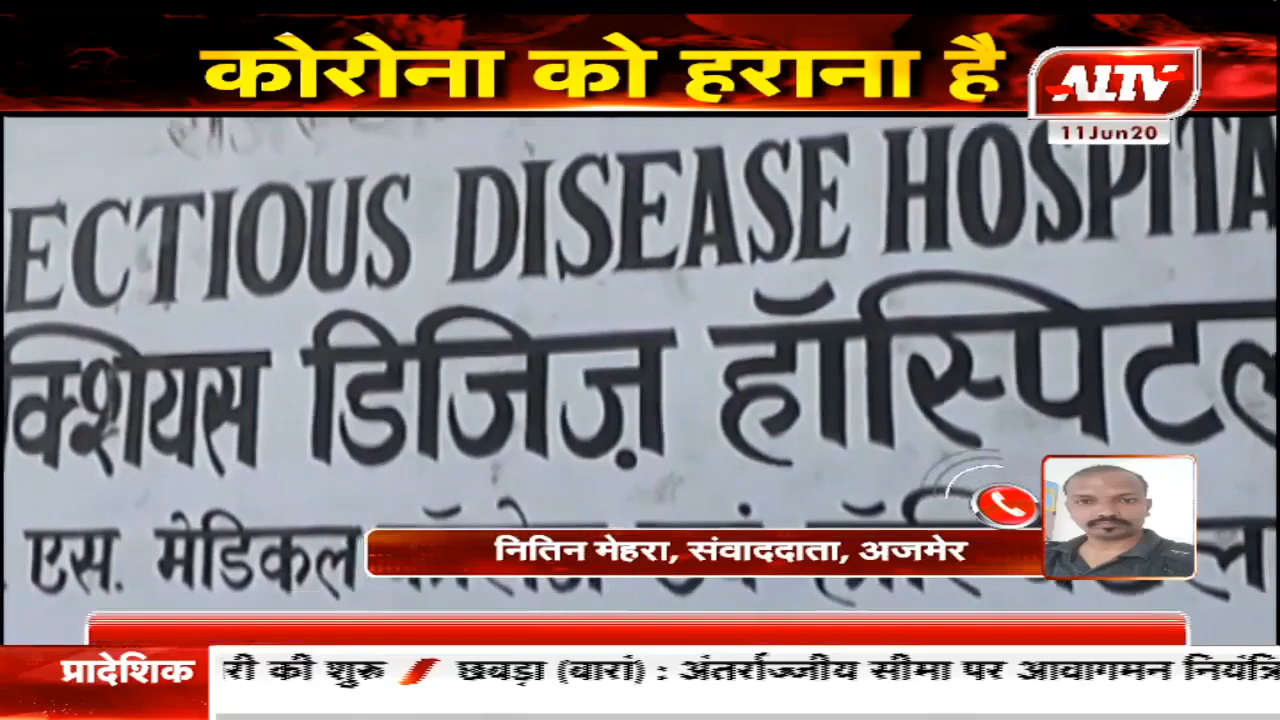 कोरोना को हराना है
ALTV
11Jun20
ECTIOUS DISEASE HOSPITA
क्शियस डिजिज़ हॉस्पिटल
एस. मेडिकल
नितिन मेहरा, संवाददाता, अजमेर
प्रादेशिक
री की शुरु / छबड़ा (बारां) : अंतर्राज्जीय सीमा पर आवागमन नियंत्रि